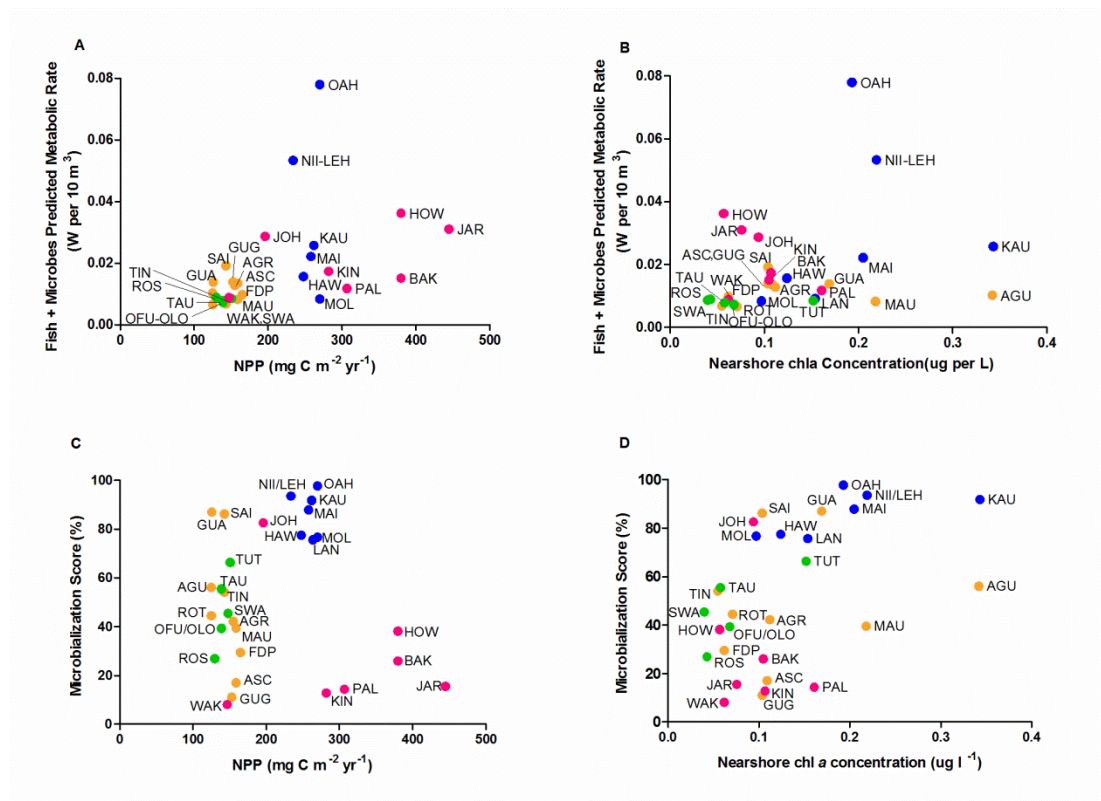 A
Fish + Microbes Predicted Metabolic Rate
(W per 10 m³)
0.08
0.06
0.04
0.02
0.00
OAH
NII-LEH
HOW
JAR
JOH
KAU
GUG
SAI
MAI
AGR
TIN
GUA
ASC
KIN
BAK
ROS
HAW
PAL
FDP
TAU
MAU
MOL
OFU-OLO
WAK,SWA
0 100 200 300 400 500
NPP (mg C m⁻² yr⁻¹)
B
Fish + Microbes Predicted Metabolic Rate
(W per 10 m³)
0.08
0.06
0.04
0.02
0.00
OAH
NII-LEH
HOW
JAR
JOH
KAU
KIN
ASC,GUG
SAI
BAK
MAI
TAU
WAK
HAW
GUA
ROS
FDP
AGR
PAL
LAN
MAU
AGU
SWA
MOL
TIN
ROT
TUT
OFU-OLO
0.0 0.1 0.2 0.3 0.4
Nearshore chla Concentration(ug per L)
C
Microbialization Score (%)
100
80
60
40
20
0
NII/LEH
OAH
KAU
MAI
GUA
SAI
JOH
HAW
MOL
LAN
TUT
AGU
TAU
TIN
ROT
SWA
AGR
OFU/OLO
MAU
HOW
FDP
ROS
BAK
ASC
GUG
WAK
KIN
PAL
JAR
0 100 200 300 400 500
NPP (mg C m⁻² yr⁻¹)
D
Microbialization Score (%)
100
80
60
40
20
0
OAH
NII/LEH
KAU
SAI
GUA
MAI
JOH
MOL
HAW
LAN
TUT
TIN
TAU
AGU
SWA
ROT
AGR
HOW
OFU/OLO
MAU
FDP
ROS
BAK
JAR
ASC
KIN
PAL
WAK
GUG
0.0 0.1 0.2 0.3 0.4
Nearshore chl a concentration (ug l ⁻¹)